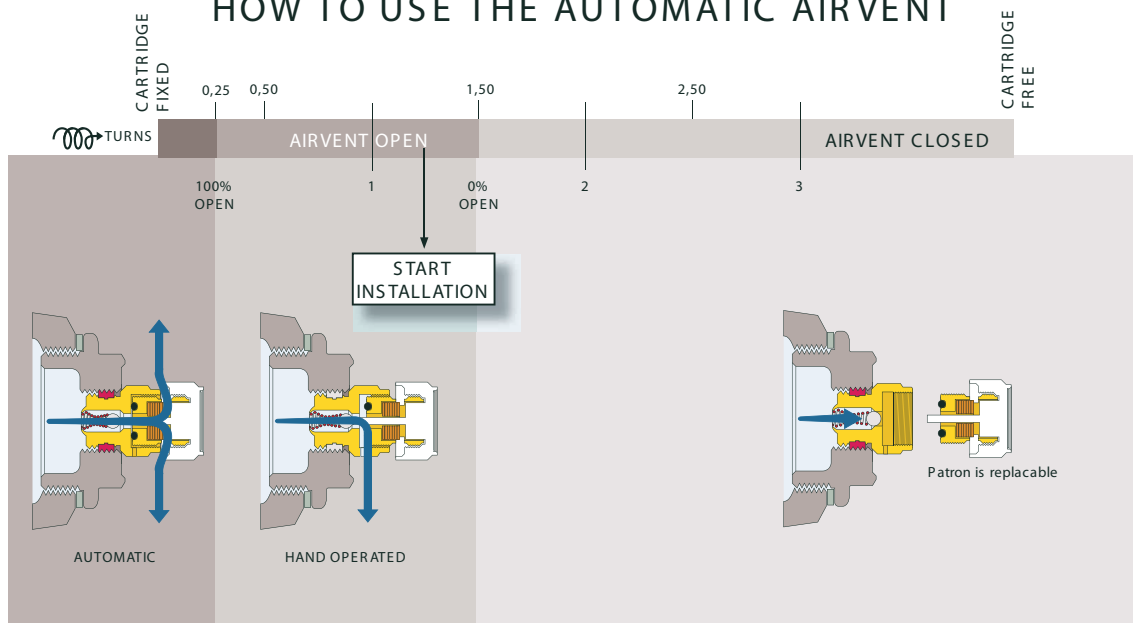 HOW TO USE THE AUTOMATIC AIRVENT
CARTRIDGE
FIXED
CARTRIDGE
FREE
0,25
0,50
1,50
2,50
TURNS
AIRVENT OPEN
AIRVENT CLOSED
100%
OPEN
1
0%
OPEN
2
3
START
INSTALLATION
Patron is replacable
AUTOMATIC
HAND OPERATED